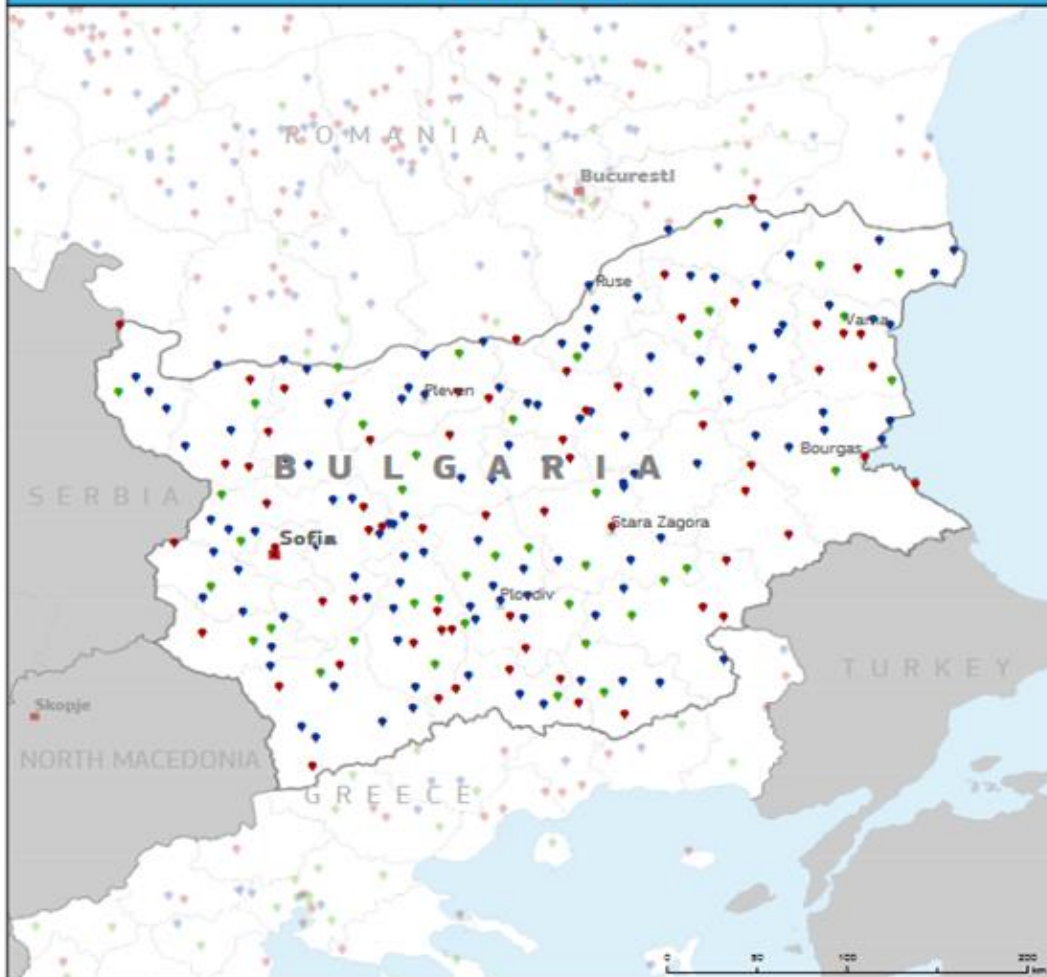 ROMANIA
Bucuresti
Ruse
Varna
Pleven
BULGARIA
Bourgas
SERBIA
Stara Zagora
Sofia
Plovdiv
TURKEY
Skopje
NORTH MACEDONIA
GREECE
0 50 100 200
km